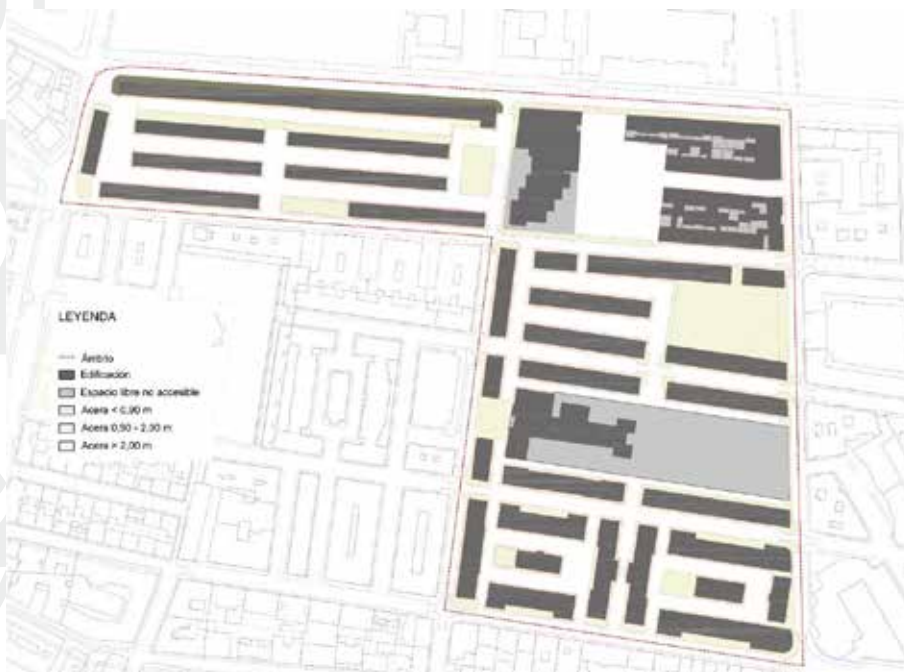 LEYENDA
Ámbito
Edificación
Espacio libre no accesible
Acera < 0,90 m
Acera 0,90 - 2,00 m
Acera > 2,00 m